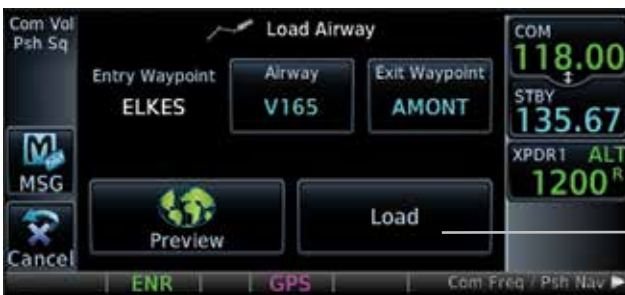 Com Vol
Psh Sq
Load Airway
Entry Waypoint
ELKES
Airway
V165
Exit Waypoint
AMONT
MSG
Cancel
Preview
Load
COM
118.00
STBY
135.67
XPDR1 ALT
1200 R
ENR
GPS
Com Freq / Psh Nav